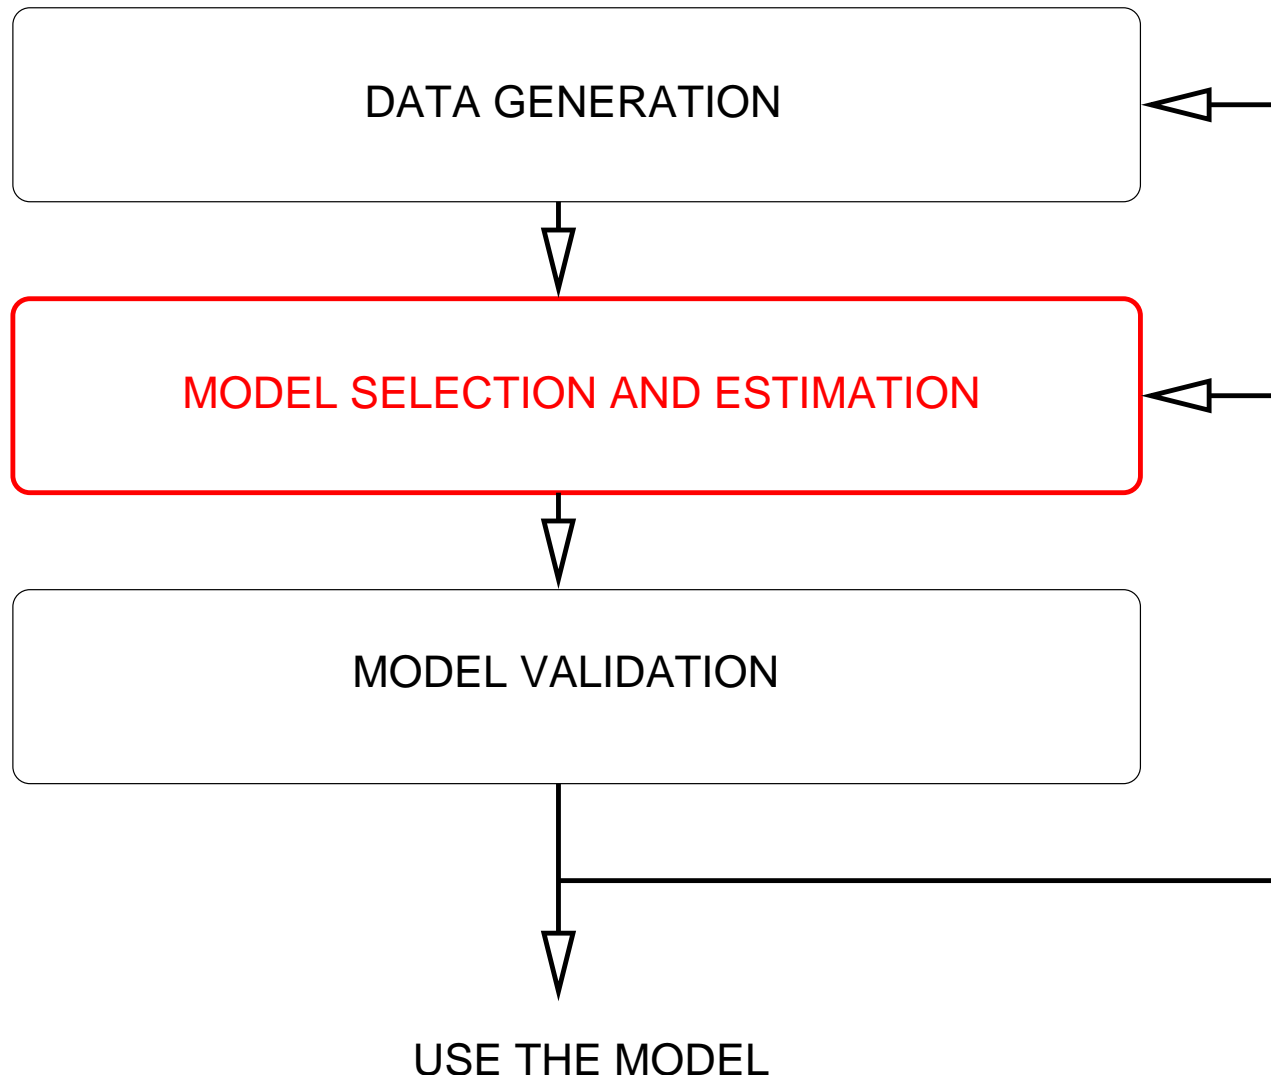 DATA GENERATION
MODEL SELECTION AND ESTIMATION
MODEL VALIDATION
USE THE MODEL